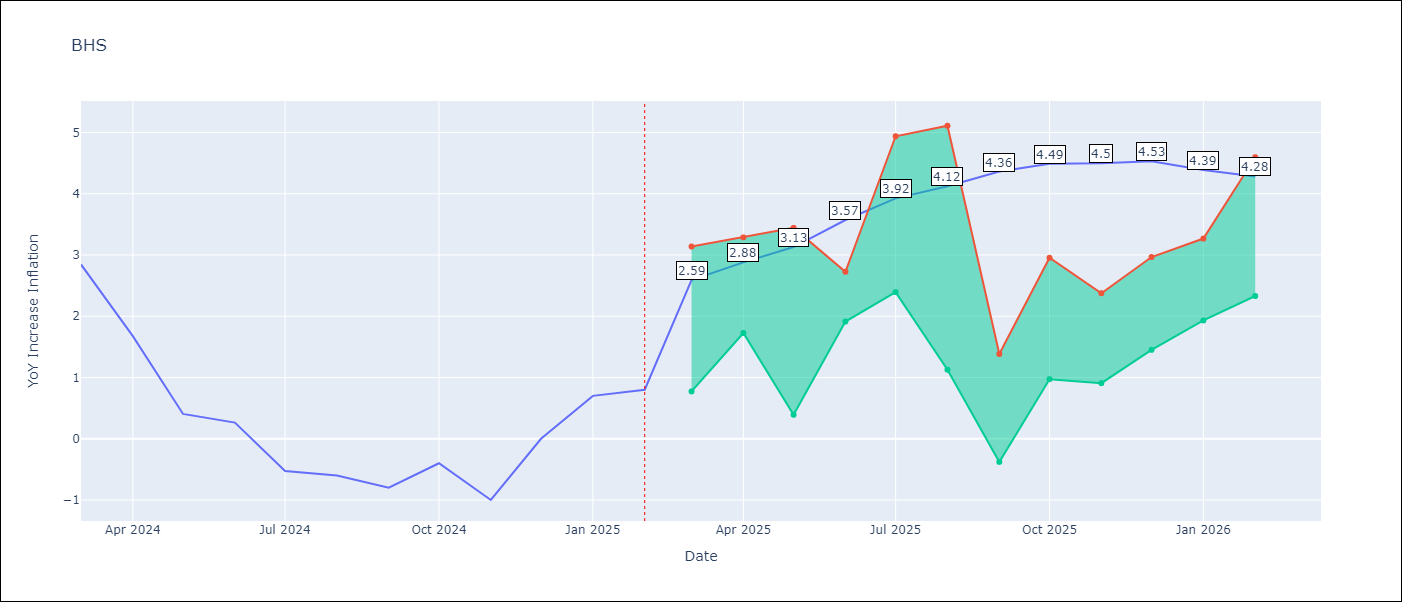 BHS
YoY Increase Inflation
5
4
3
2
1
0
−1
2.59
2.88
3.13
3.57
3.92
4.12
4.36
4.49
4.5
4.53
4.39
4.28
Apr 2024
Jul 2024
Oct 2024
Jan 2025
Apr 2025
Jul 2025
Oct 2025
Jan 2026
Date